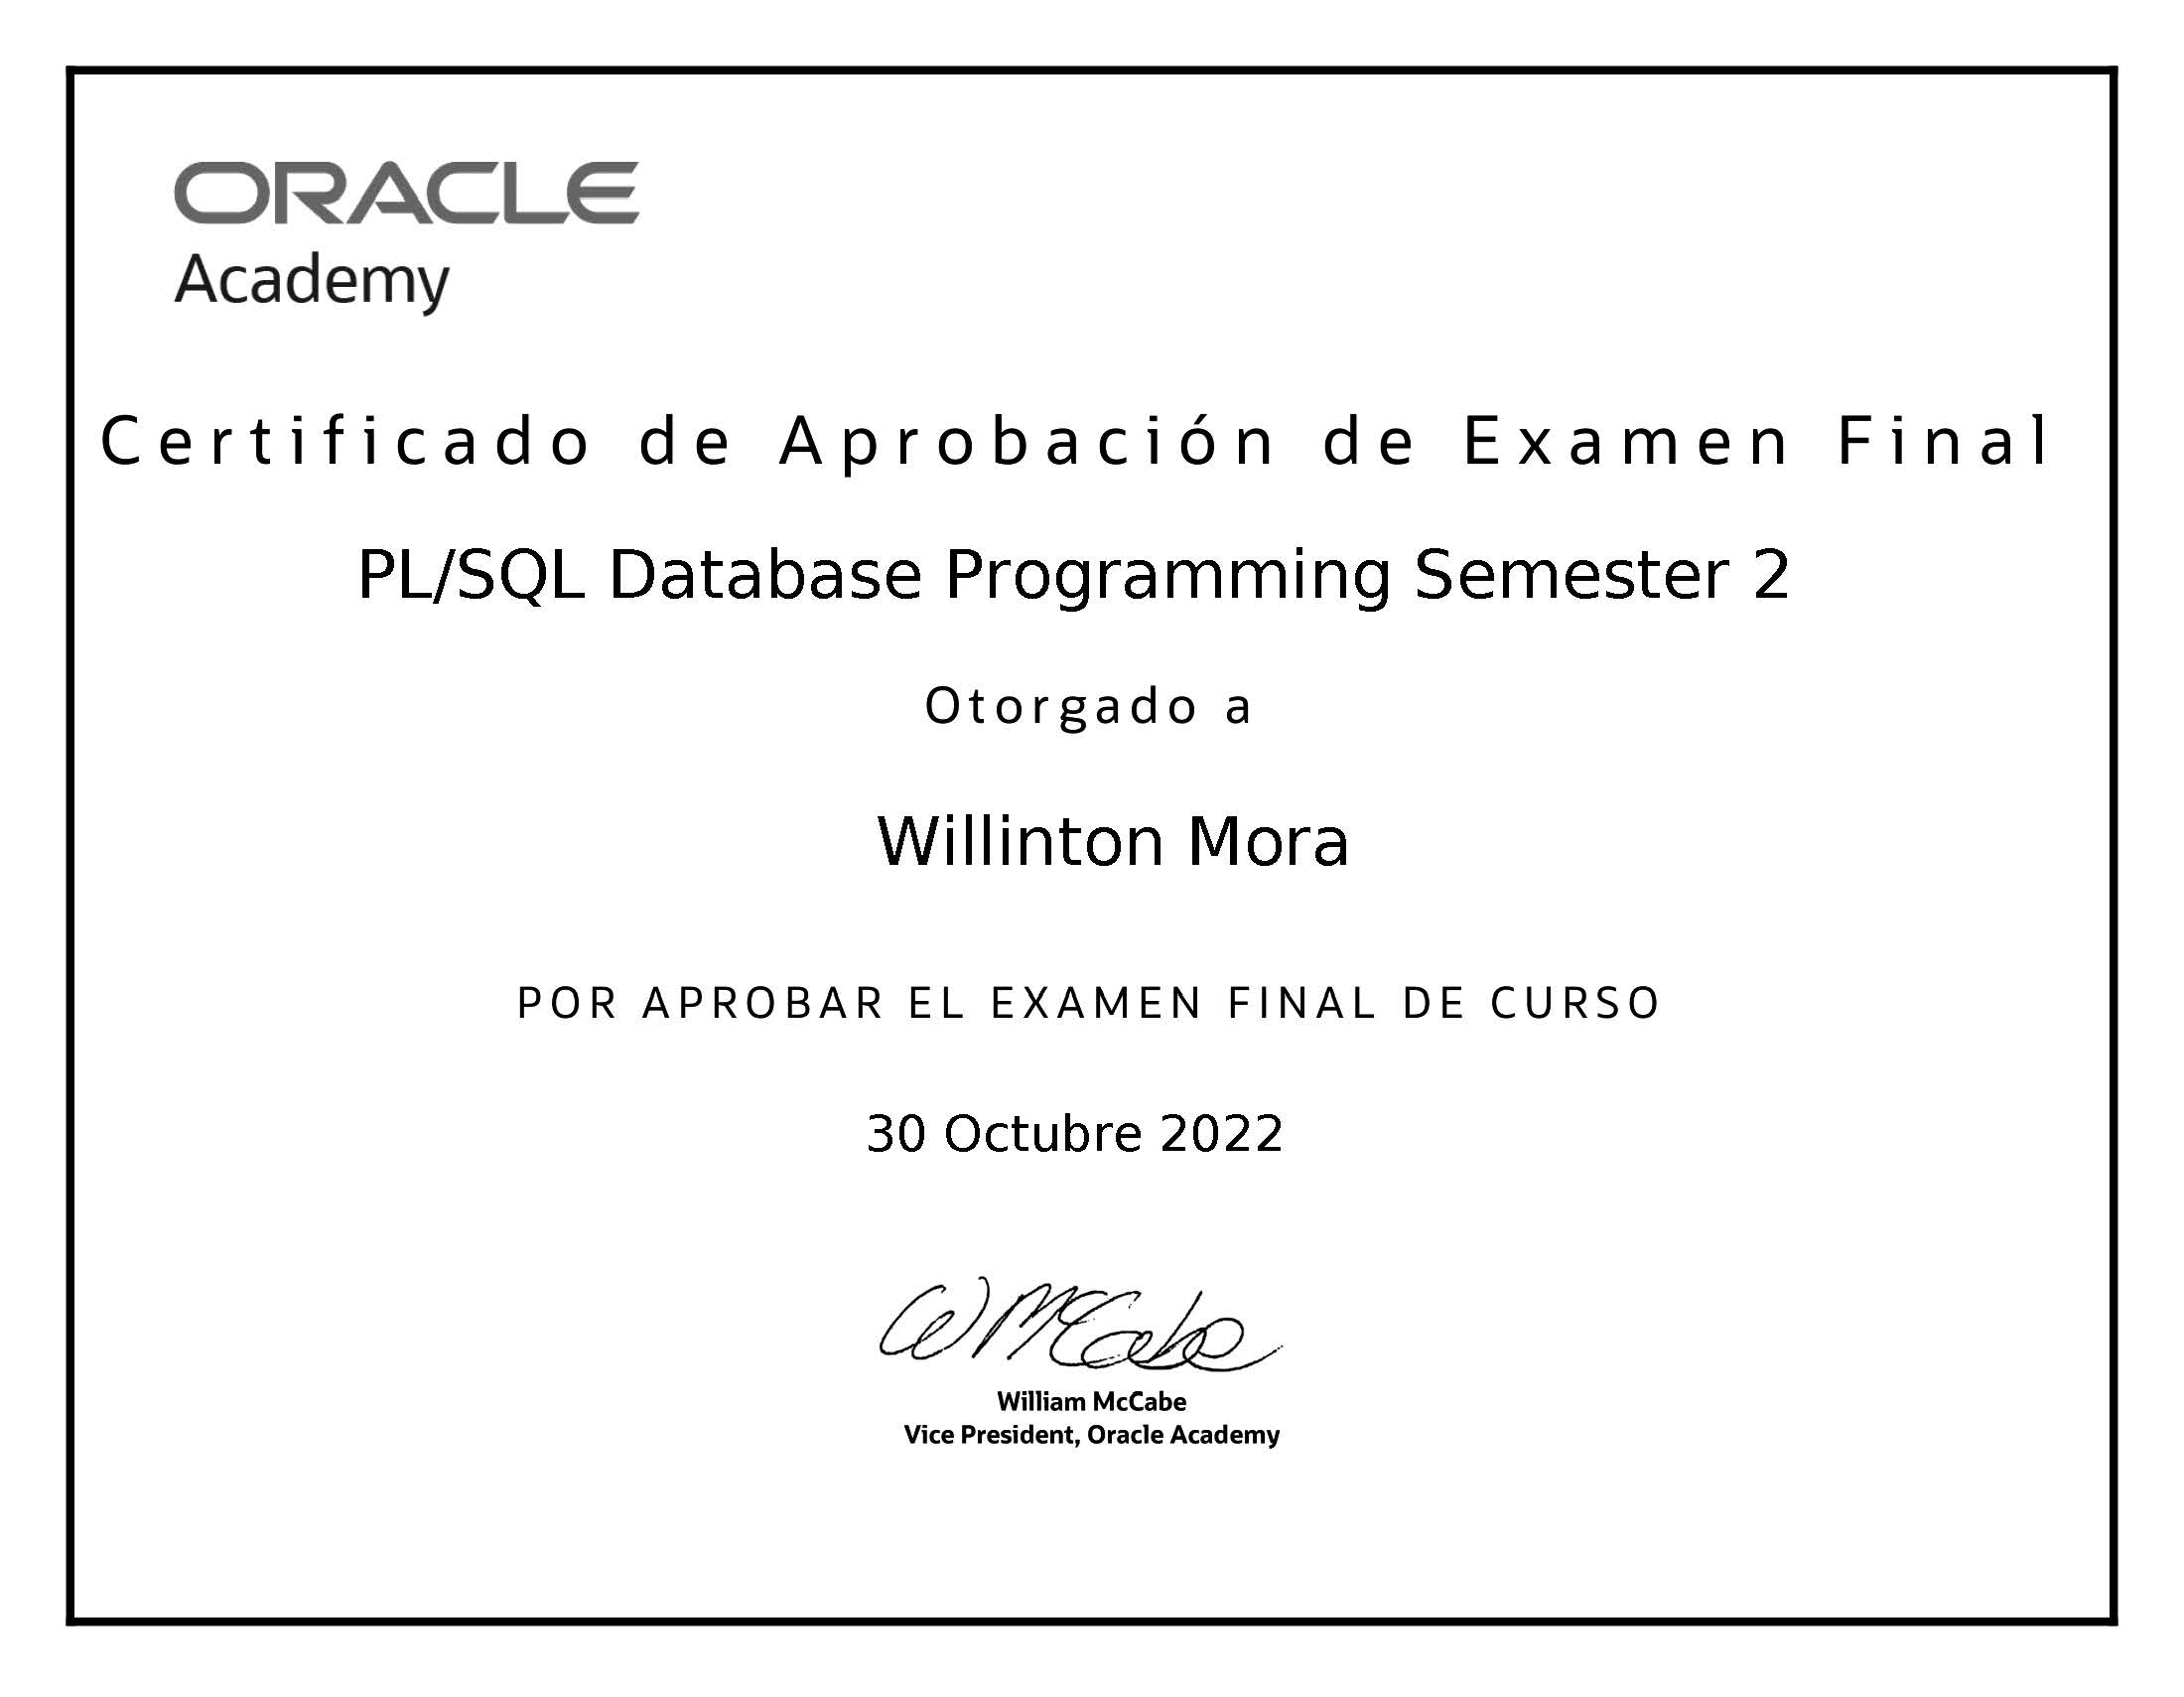 ORACLE
Academy
Certificado de Aprobación de Examen Final
PL/SQL Database Programming Semester 2
Otorgado a
Willinton Mora
POR APROBAR EL EXAMEN FINAL DE CURSO
30 Octubre 2022
W McCabe
William McCabe
Vice President, Oracle Academy